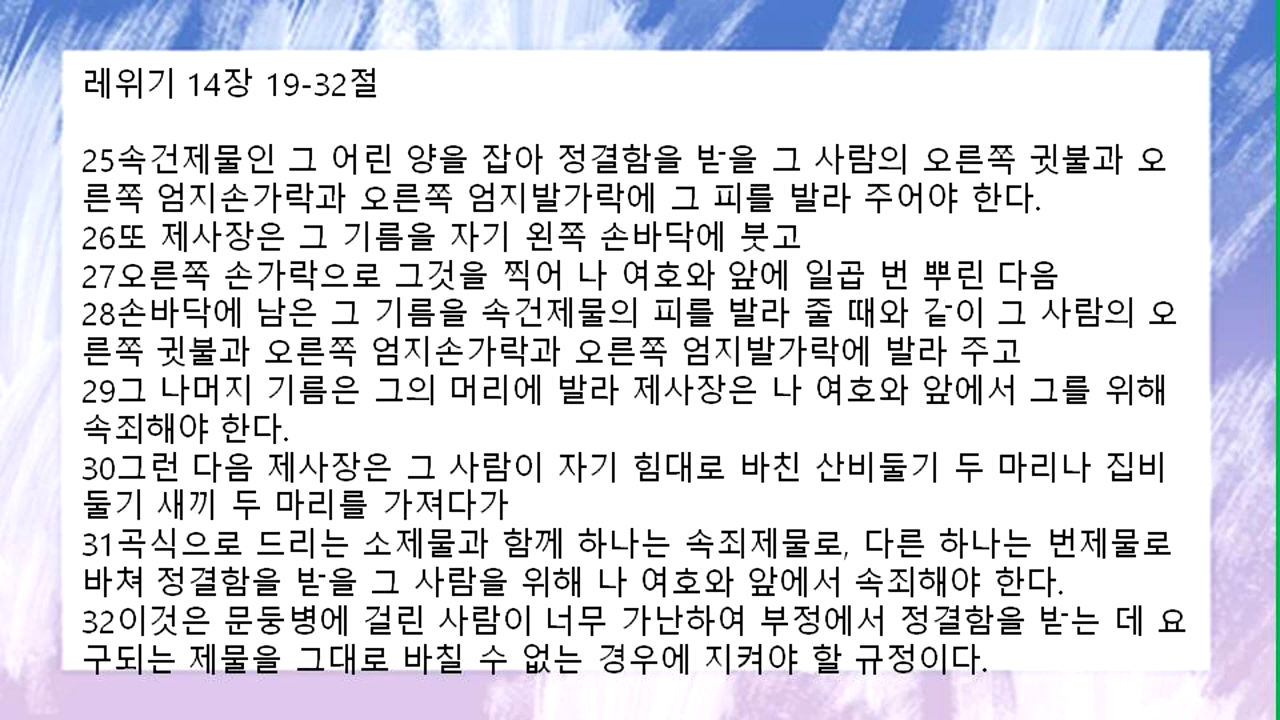 레위기 14장 19-32절
25속건제물인 그 어린 양을 잡아 정결함을 받을 그 사람의 오른쪽 귓불과 오
른쪽 엄지손가락과 오른쪽 엄지발가락에 그 피를 발라 주어야 한다.
26또 제사장은 그 기름을 자기 왼쪽 손바닥에 붓고
27오른쪽 손가락으로 그것을 찍어 나 여호와 앞에 일곱 번 뿌린 다음
28손바닥에 남은 그 기름을 속건제물의 피를 발라 줄 때와 같이 그 사람의 오
른쪽 귓불과 오른쪽 엄지손가락과 오른쪽 엄지발가락에 발라 주고
29그 나머지 기름은 그의 머리에 발라 제사장은 나 여호와 앞에서 그를 위해
속죄해야 한다.
30그런 다음 제사장은 그 사람이 자기 힘대로 바친 산비둘기 두 마리나 집비
둘기 새끼 두 마리를 가져다가
31곡식으로 드리는 소제물과 함께 하나는 속죄제물로, 다른 하나는 번제물로
바쳐 정결함을 받을 그 사람을 위해 나 여호와 앞에서 속죄해야 한다.
32이것은 문둥병에 걸린 사람이 너무 가난하여 부정에서 정결함을 받는 데 요
구되는 제물을 그대로 바칠 수 없는 경우에 지켜야 할 규정이다.